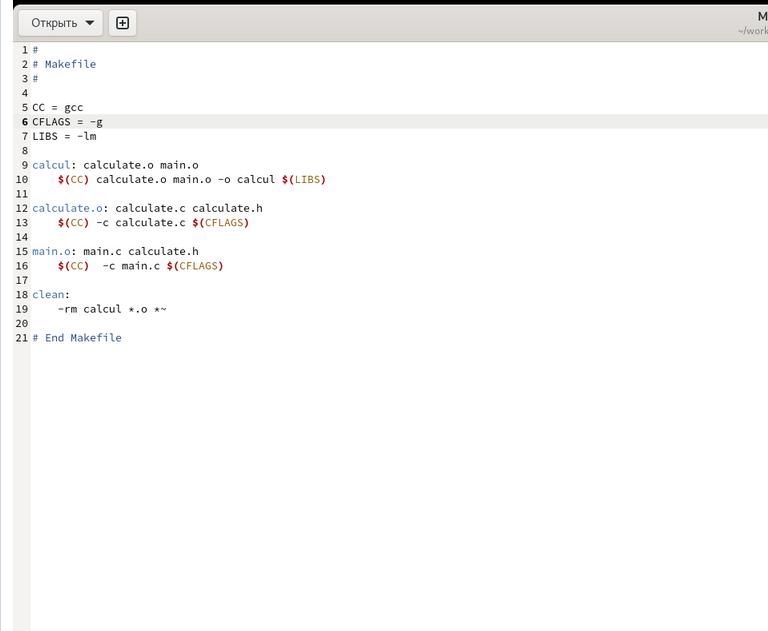 Открыть
M
~/work
1 #
2 # Makefile
3 #
4
5 CC = gcc
6 CFLAGS = -g
7 LIBS = -lm
8
9 calcul: calculate.o main.o
10     $(CC) calculate.o main.o -o calcul $(LIBS)
11
12 calculate.o: calculate.c calculate.h
13     $(CC) -c calculate.c $(CFLAGS)
14
15 main.o: main.c calculate.h
16     $(CC)  -c main.c $(CFLAGS)
17
18 clean:
19     -rm calcul *.o *~
20
21 # End Makefile